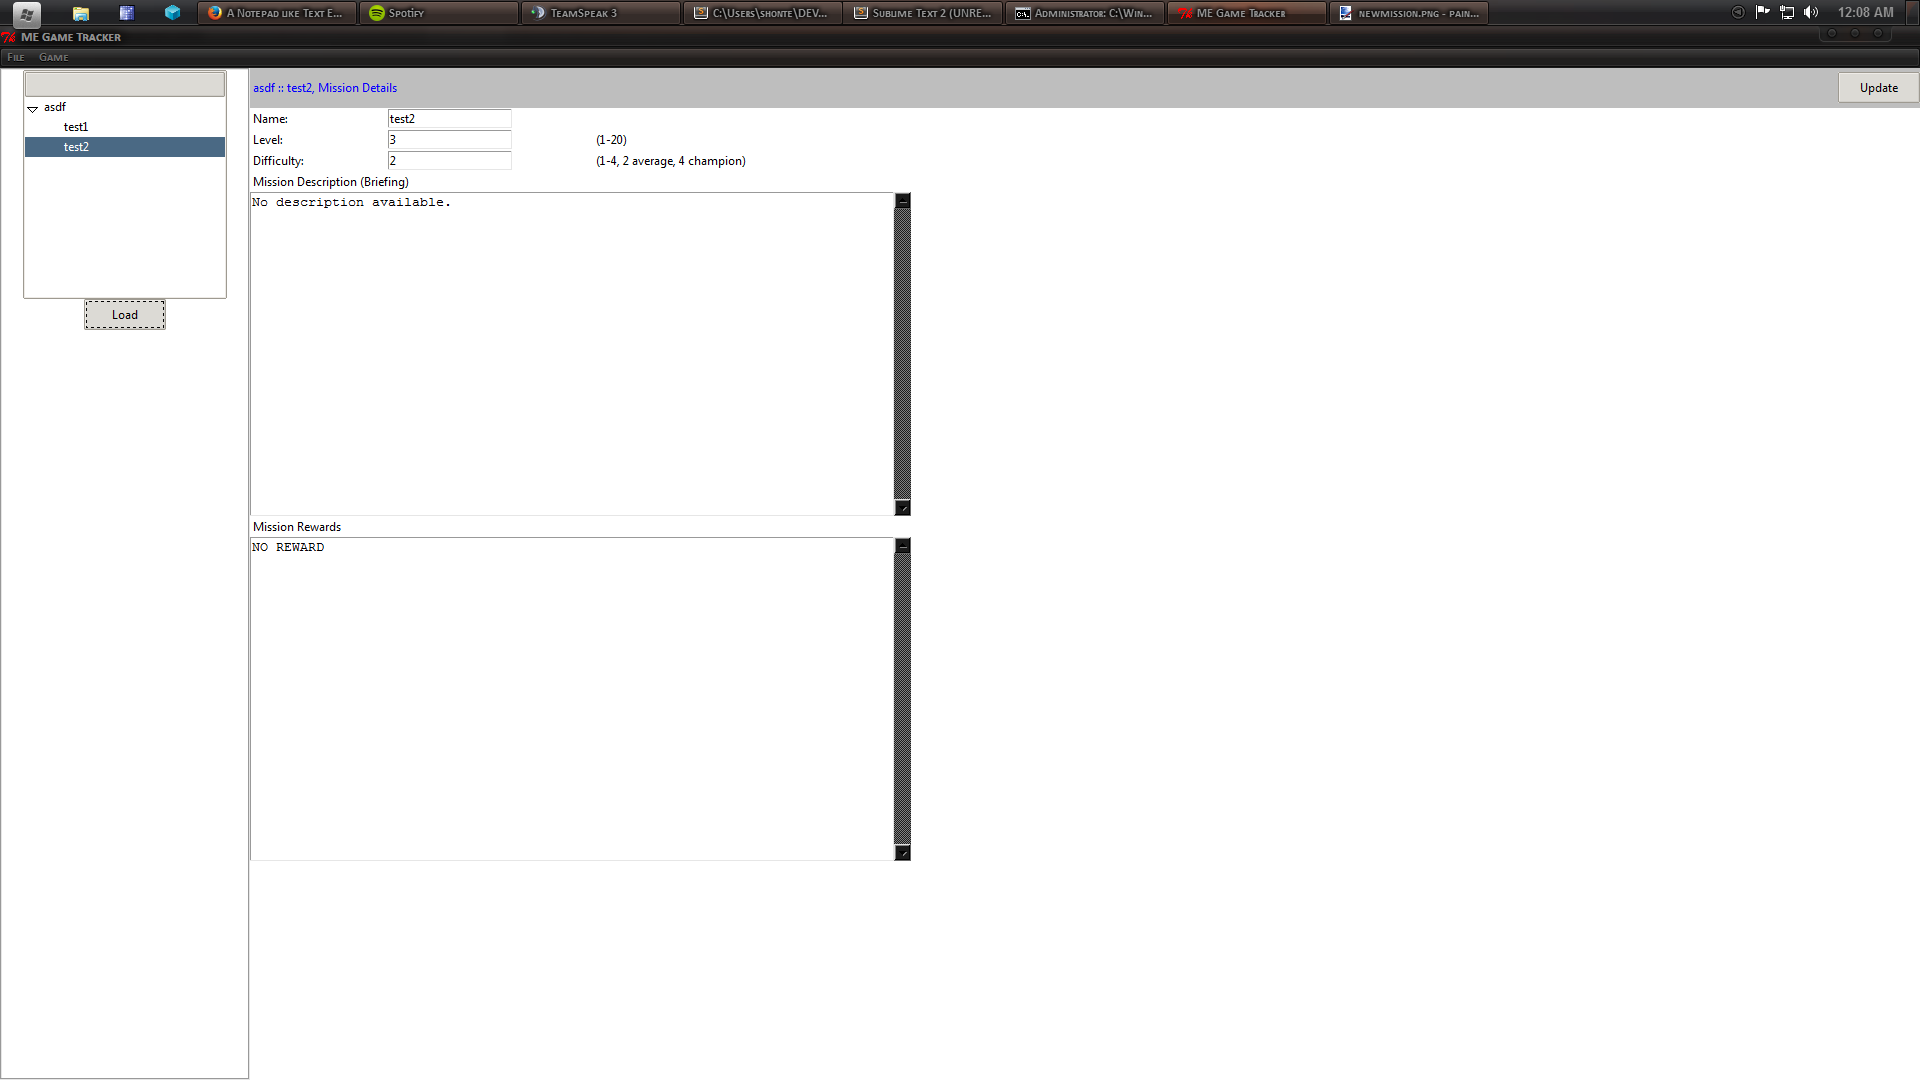 A Notepad like Text E...
Spotify
TeamSpeak 3
C:\Users\shonte\DEV...
Sublime Text 2 (UNRE...
Administrator: C:\Win...
ME Game Tracker
newmission.png - pain...
12:08 AM
ME Game Tracker
File Game
asdf
test1
test2
Load
asdf :: test2, Mission Details
Update
Name: test2
Level: 3 (1-20)
Difficulty: 2 (1-4, 2 average, 4 champion)
Mission Description (Briefing)
No description available.
Mission Rewards
NO REWARD